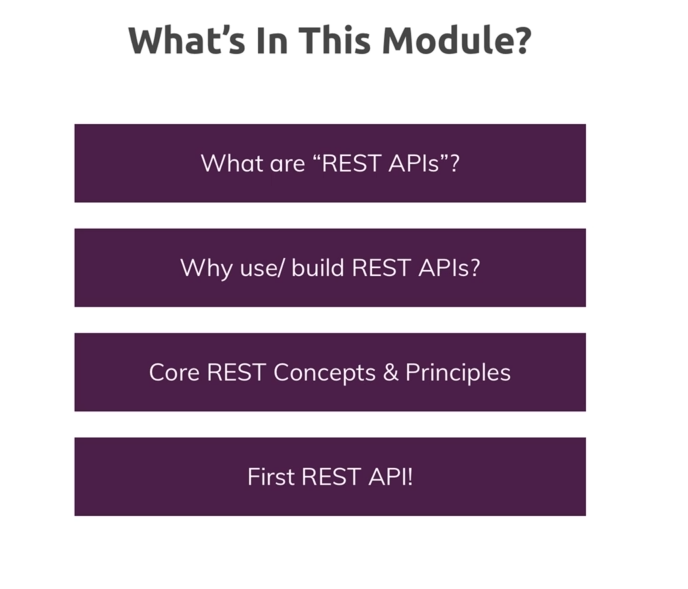 What’s In This Module?
What are “REST APIs”?
Why use/ build REST APIs?
Core REST Concepts & Principles
First REST API!